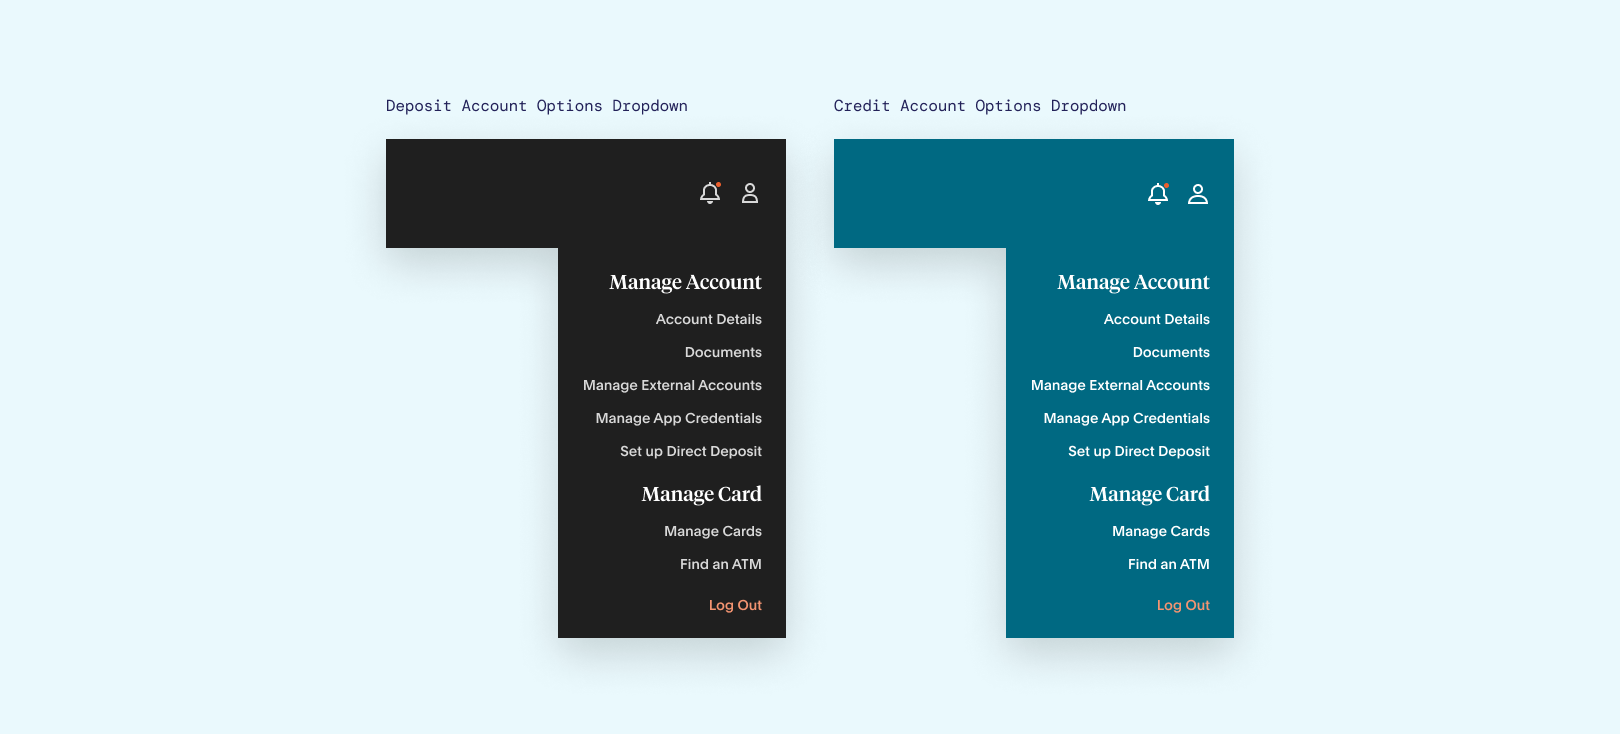 Deposit Account Options Dropdown
Manage Account
Account Details
Documents
Manage External Accounts
Manage App Credentials
Set up Direct Deposit
Manage Card
Manage Cards
Find an ATM
Log Out
Credit Account Options Dropdown
Manage Account
Account Details
Documents
Manage External Accounts
Manage App Credentials
Set up Direct Deposit
Manage Card
Manage Cards
Find an ATM
Log Out